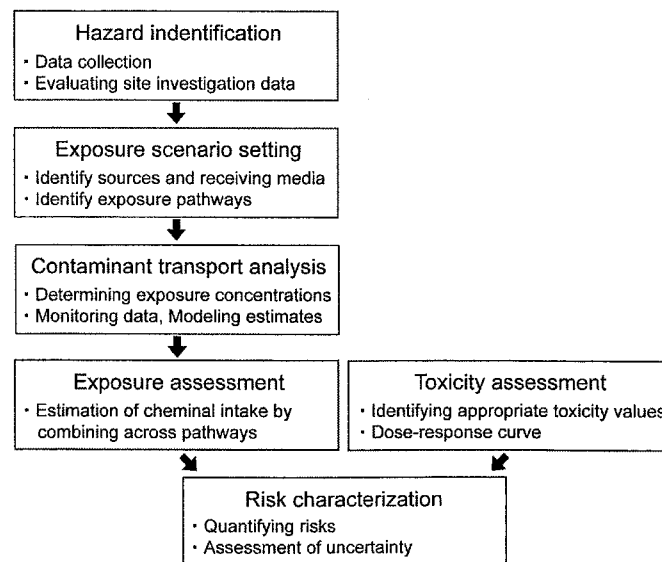 Hazard indentification
· Data collection
· Evaluating site investigation data
Exposure scenario setting
· Identify sources and receiving media
· Identify exposure pathways
Contaminant transport analysis
· Determining exposure concentrations
· Monitoring data, Modeling estimates
Exposure assessment
· Estimation of cheminal intake by
combining across pathways
Toxicity assessment
· Identifying appropriate toxicity values
· Dose-response curve
Risk characterization
· Quantifying risks
· Assessment of uncertainty